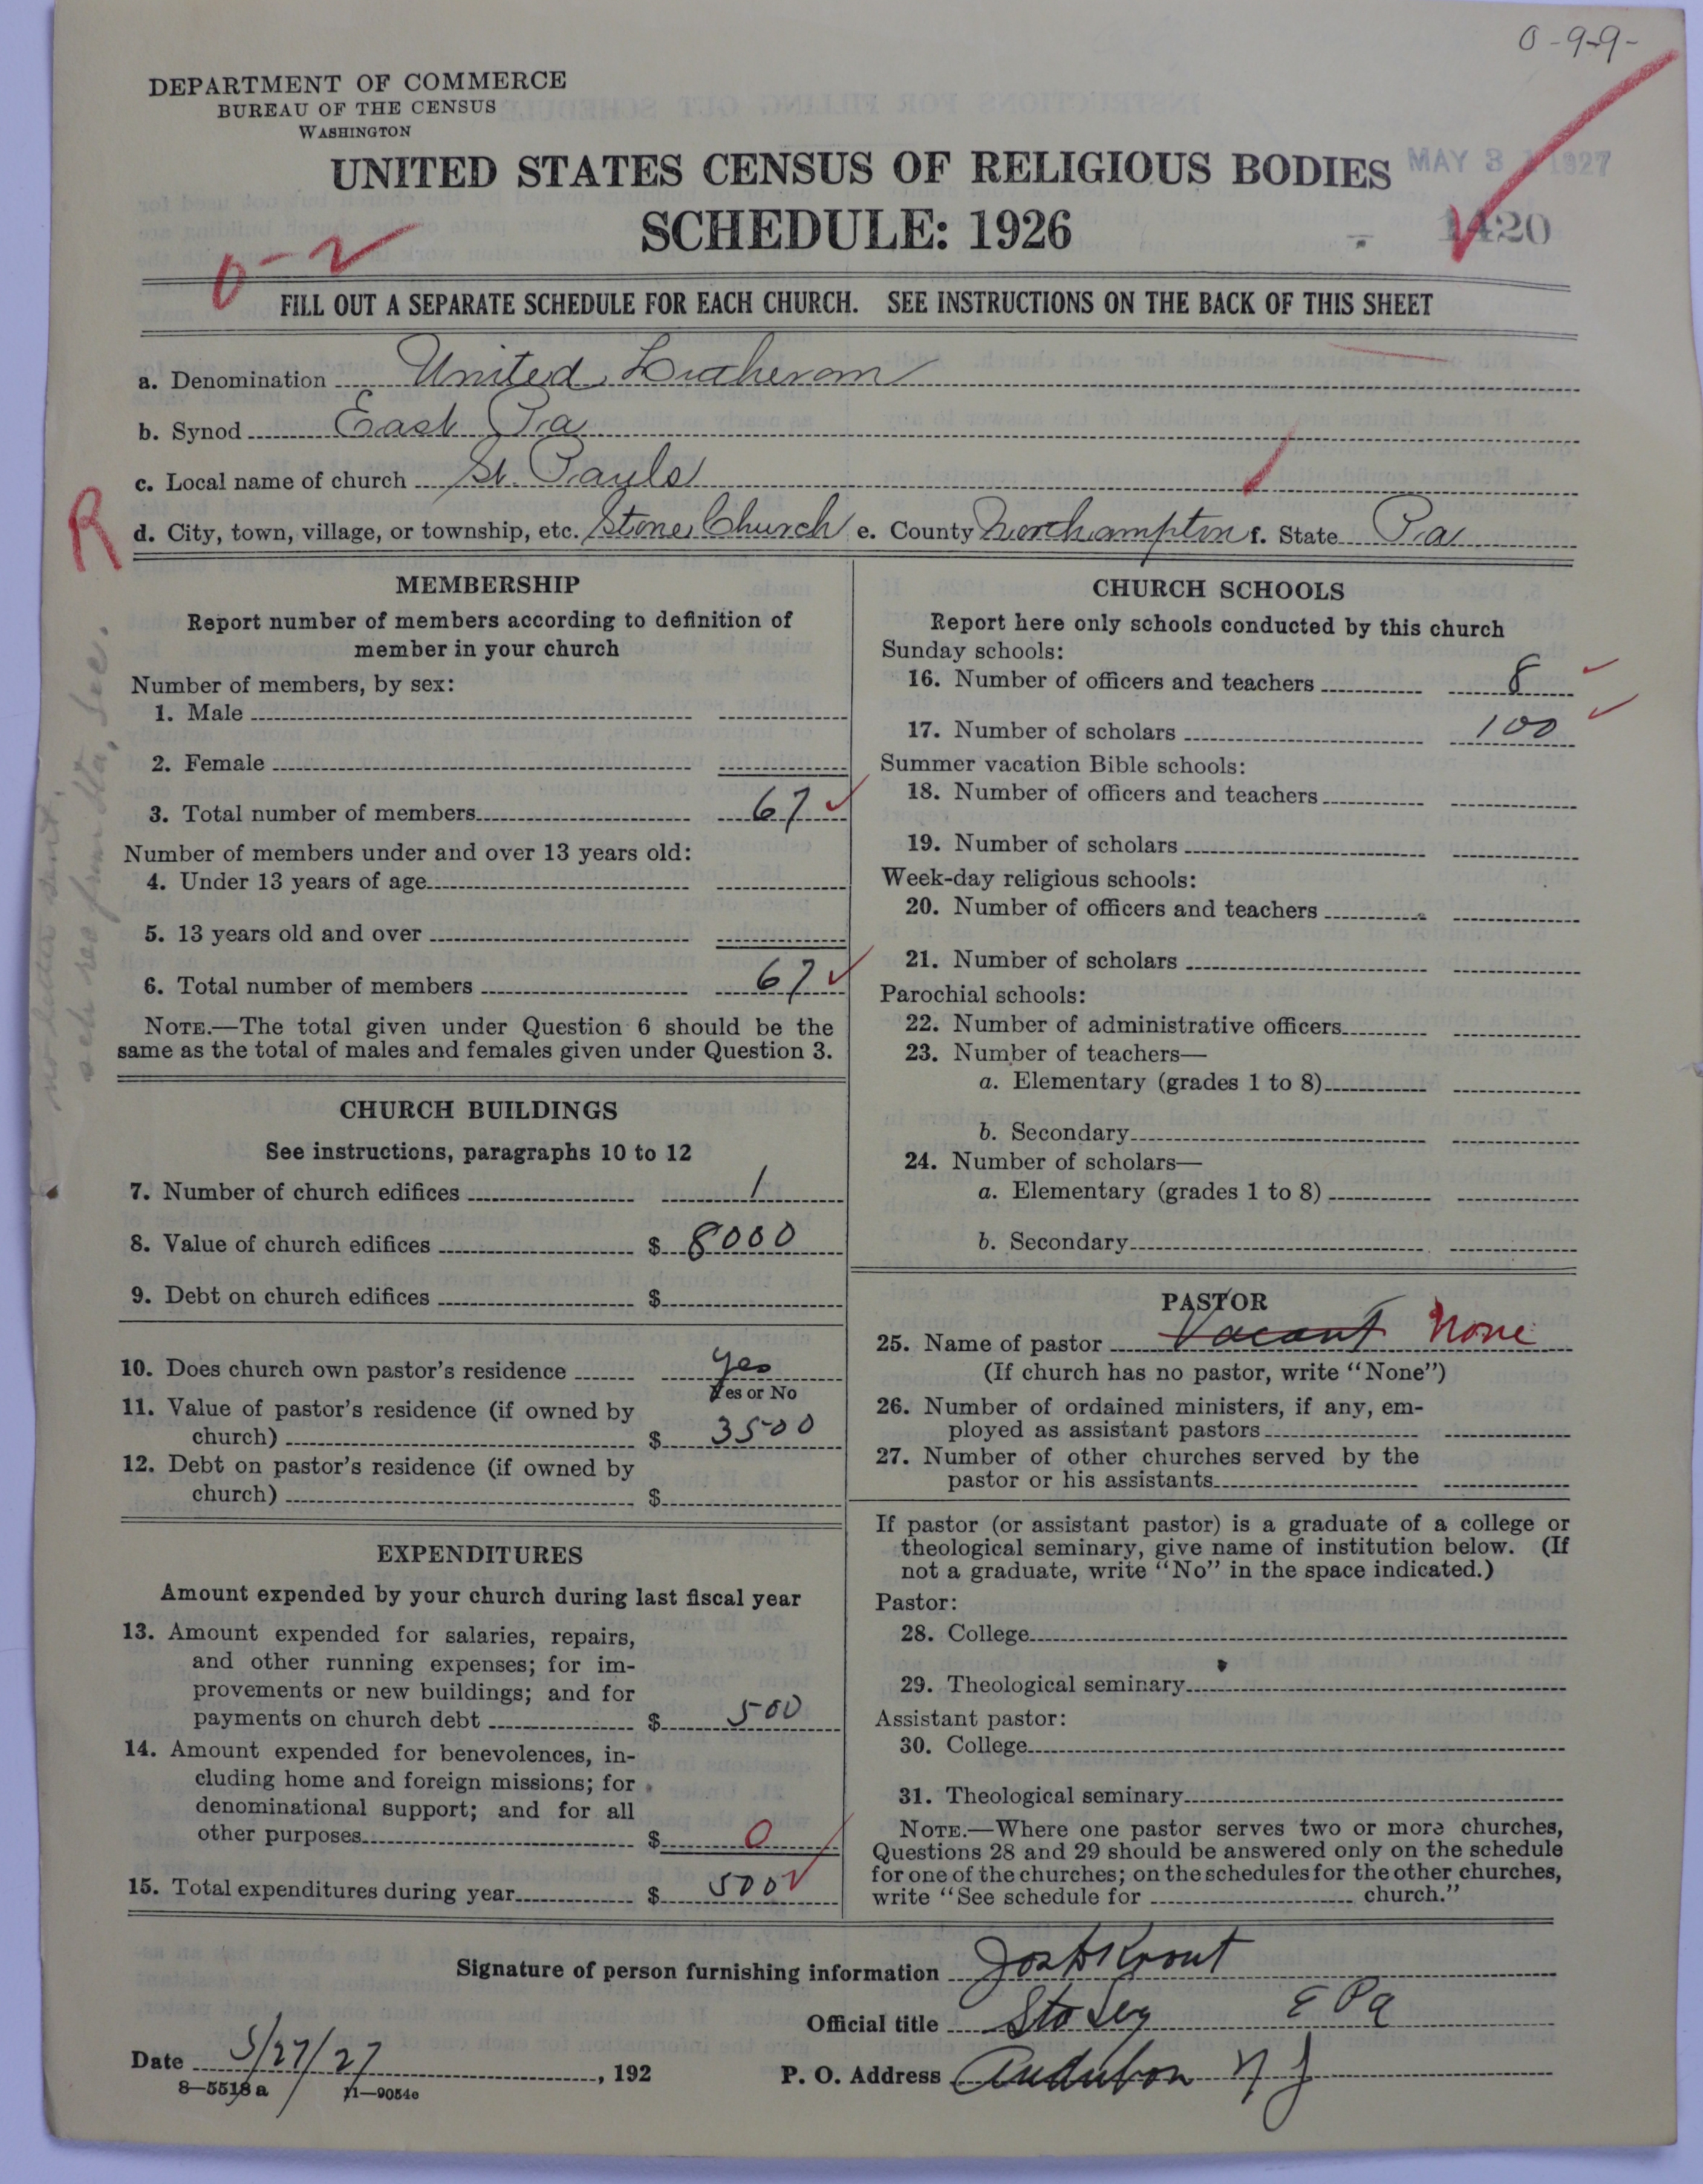 0-9-9-
DEPARTMENT OF COMMERCE
BUREAU OF THE CENSUS
WASHINGTON
UNITED STATES CENSUS OF RELIGIOUS BODIES
MAY 3 1927
SCHEDULE: 1926
1420
0-2
FILL OUT A SEPARATE SCHEDULE FOR EACH CHURCH. SEE INSTRUCTIONS ON THE BACK OF THIS SHEET
a. Denomination United Lutheran
b. Synod East Pa
c. Local name of church St. Pauls
R
d. City, town, village, or township, etc. Stone Church e. County Northampton f. State Pa
no letter sent.
sch rec from Sta. Sec.
MEMBERSHIP
Report number of members according to definition of
member in your church
Number of members, by sex:
1. Male
2. Female
3. Total number of members 67
Number of members under and over 13 years old:
4. Under 13 years of age
5. 13 years old and over
6. Total number of members 67
NOTE.—The total given under Question 6 should be the
same as the total of males and females given under Question 3.
CHURCH BUILDINGS
See instructions, paragraphs 10 to 12
7. Number of church edifices 1
8. Value of church edifices $ 8000
9. Debt on church edifices $
10. Does church own pastor's residence yes
Yes or No
11. Value of pastor's residence (if owned by
church) $ 3500
12. Debt on pastor's residence (if owned by
church) $
EXPENDITURES
Amount expended by your church during last fiscal year
13. Amount expended for salaries, repairs,
and other running expenses; for im-
provements or new buildings; and for
payments on church debt $ 500
14. Amount expended for benevolences, in-
cluding home and foreign missions; for
denominational support; and for all
other purposes $ 0
15. Total expenditures during year $ 500
CHURCH SCHOOLS
Report here only schools conducted by this church
Sunday schools:
16. Number of officers and teachers 8
17. Number of scholars 100
Summer vacation Bible schools:
18. Number of officers and teachers
19. Number of scholars
Week-day religious schools:
20. Number of officers and teachers
21. Number of scholars
Parochial schools:
22. Number of administrative officers
23. Number of teachers—
a. Elementary (grades 1 to 8)
b. Secondary
24. Number of scholars—
a. Elementary (grades 1 to 8)
b. Secondary
PASTOR
25. Name of pastor Vacant None
(If church has no pastor, write "None")
26. Number of ordained ministers, if any, em-
ployed as assistant pastors
27. Number of other churches served by the
pastor or his assistants
If pastor (or assistant pastor) is a graduate of a college or
theological seminary, give name of institution below. (If
not a graduate, write "No" in the space indicated.)
Pastor:
28. College
29. Theological seminary
Assistant pastor:
30. College
31. Theological seminary
NOTE.—Where one pastor serves two or more churches,
Questions 28 and 29 should be answered only on the schedule
for one of the churches; on the schedules for the other churches,
write "See schedule for church."
Signature of person furnishing information Jos D Krout
Official title Sta Sec E Pa
Date 5/27/27, 192
P. O. Address Audubon N J
8—5518a 11—9054c